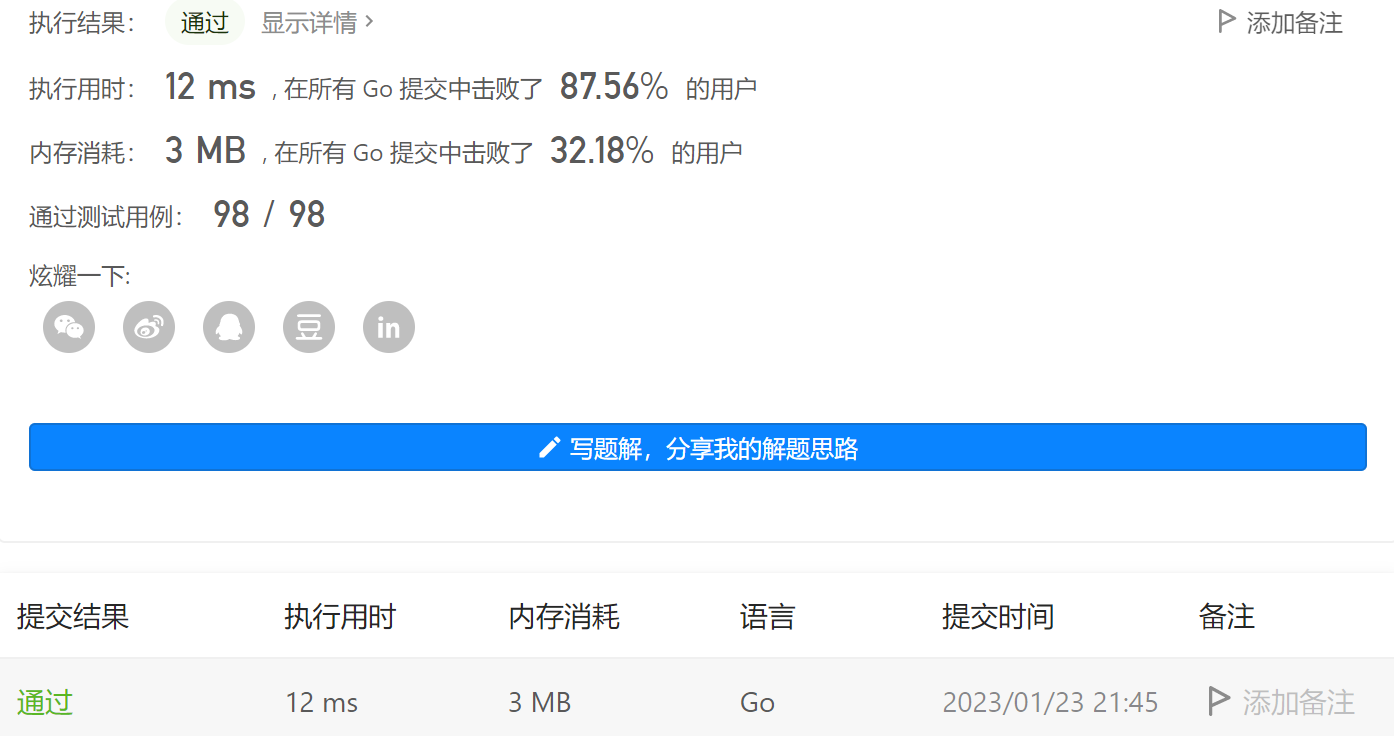 执行结果： 通过 显示详情 > 添加备注
执行用时： 12 ms , 在所有 Go 提交中击败了 87.56% 的用户
内存消耗： 3 MB , 在所有 Go 提交中击败了 32.18% 的用户
通过测试用例： 98 / 98
炫耀一下:
豆 in
写题解，分享我的解题思路
提交结果 执行用时 内存消耗 语言 提交时间 备注
通过 12 ms 3 MB Go 2023/01/23 21:45 添加备注